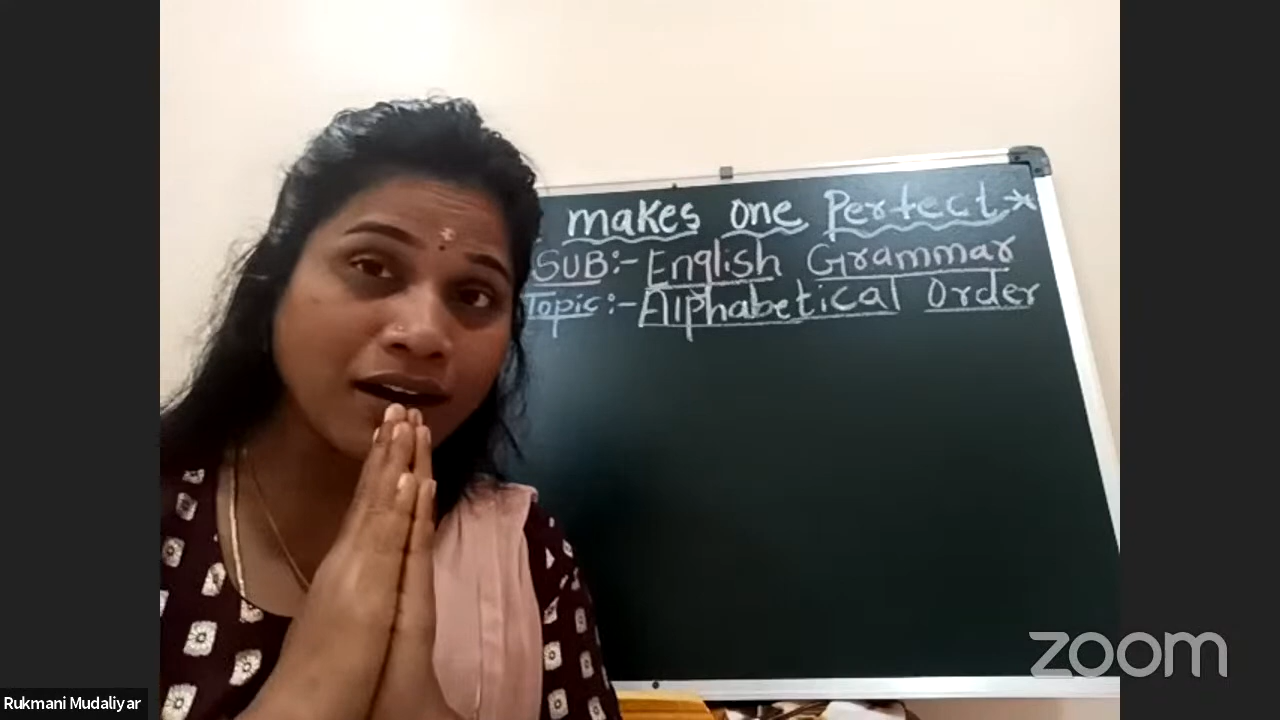 makes one Perfect *
SUB:- English Grammar
Topic:- Alphabetical Order
zoom
Rukmani Mudaliyar